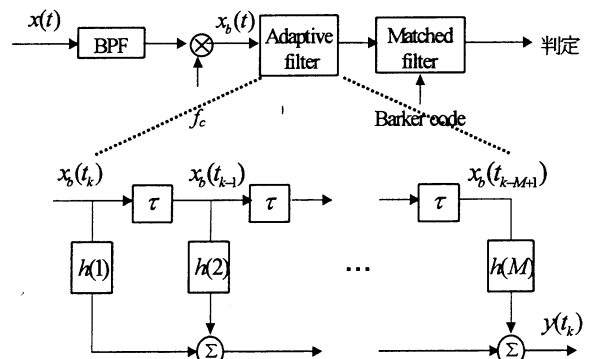 x(t)
BPF
x_b(t)
Adaptive filter
Matched filter
判定
f_c
Barker code
x_b(t_k)
τ
x_b(t_{k-1})
τ
τ
x_b(t_{k-M+1})
h(1)
h(2)
...
h(M)
Σ
Σ
y(t_k)